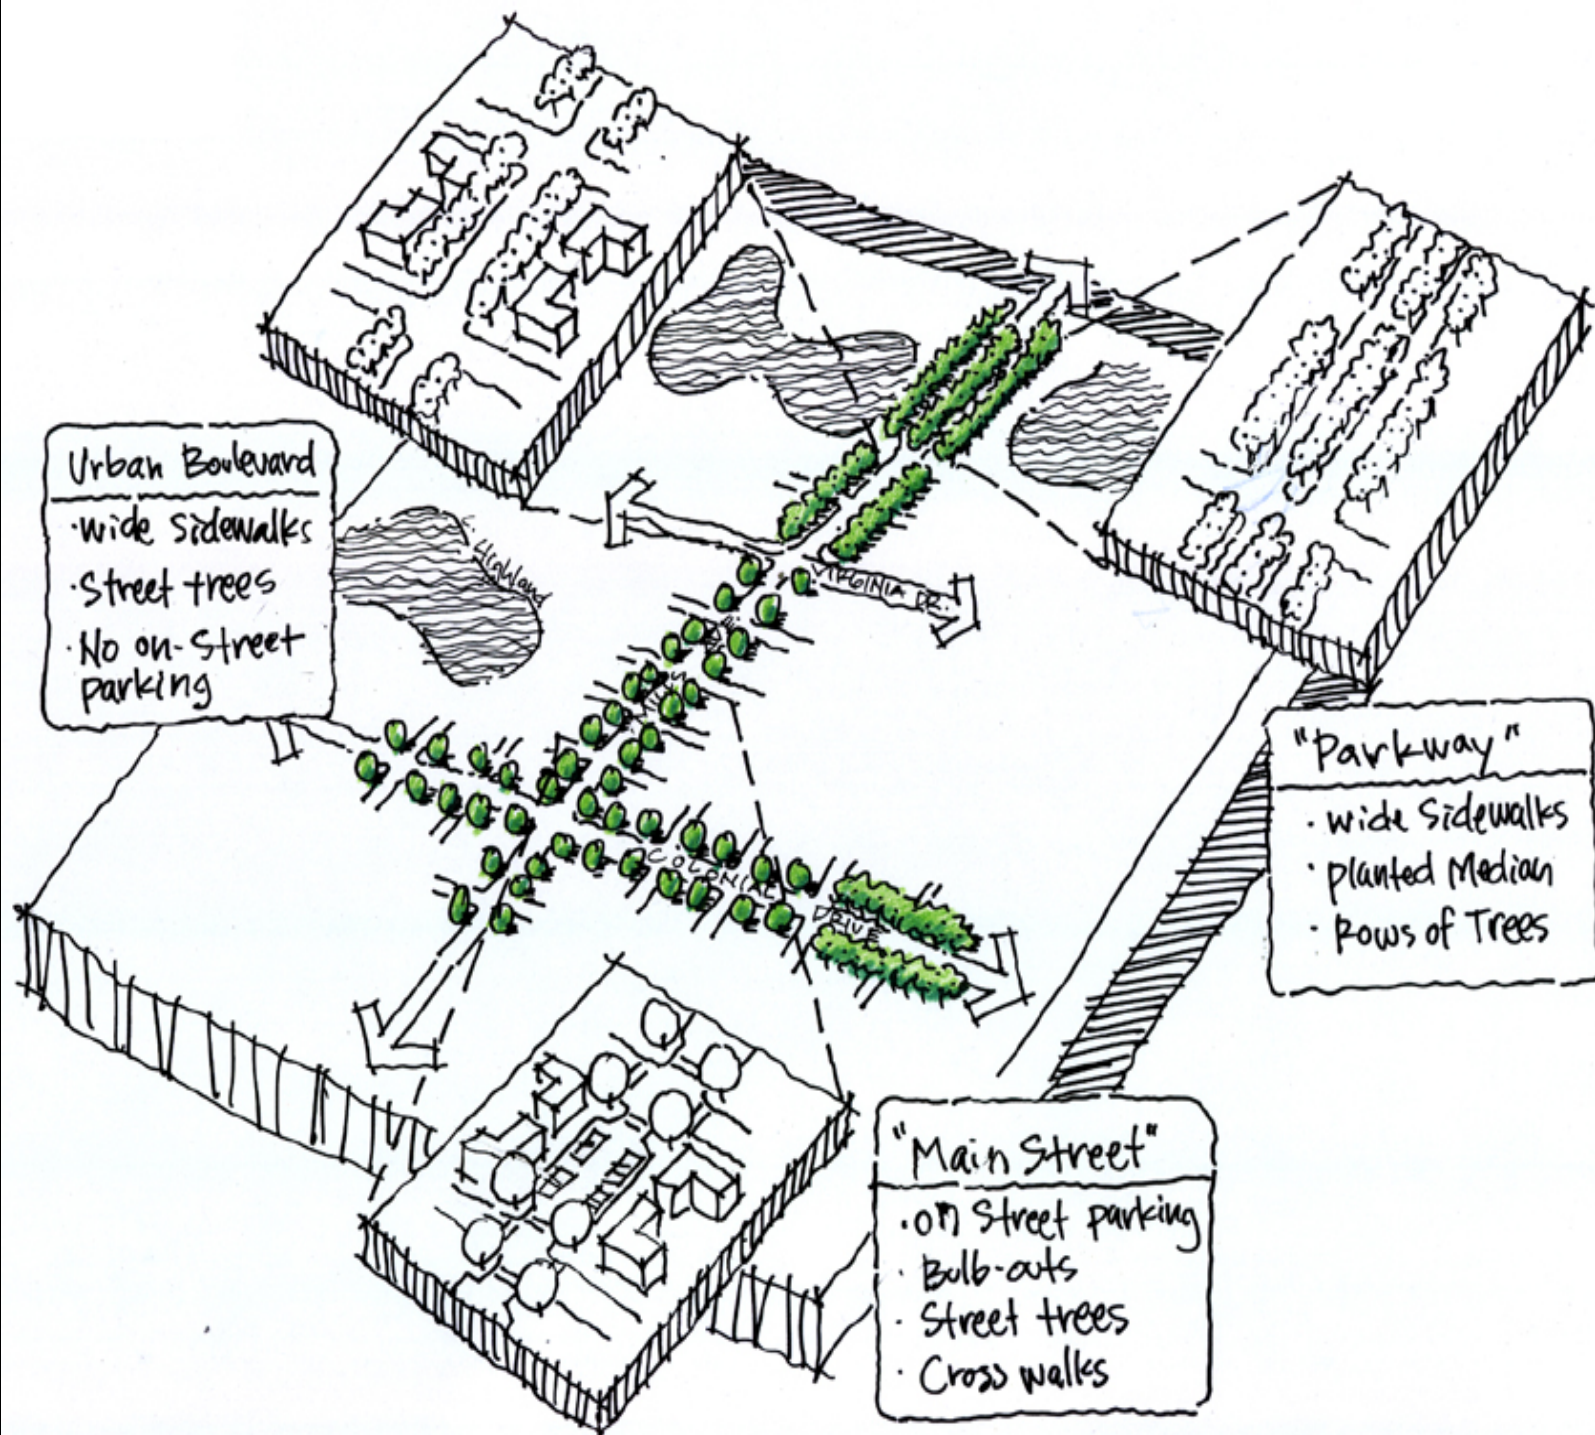 Urban Boulevard
·wide Sidewalks
·Street trees
·No on-Street
parking
Highland
VIRGINIA DR.
MILLS
COLONIAL
DRIVE
"Parkway"
· wide Sidewalks
· planted Median
· Rows of Trees
"Main Street"
·on Street parking
· Bulb-outs
· Street trees
· Cross walks